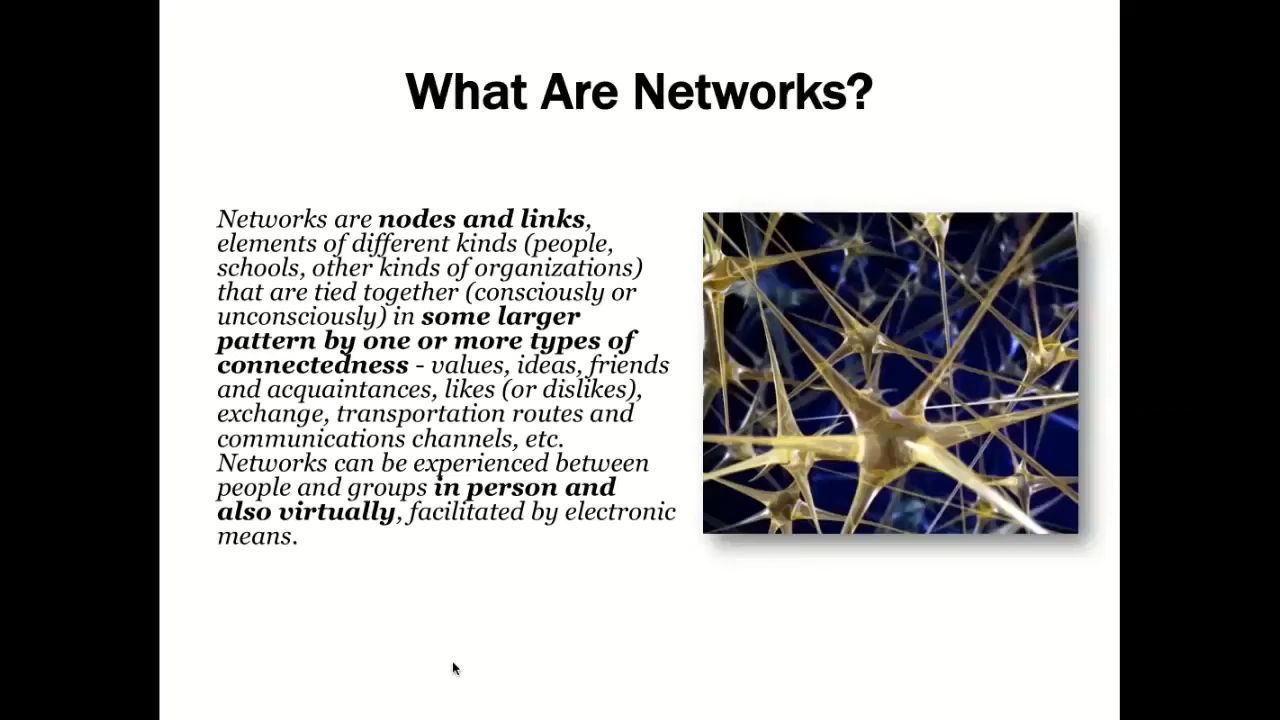 What Are Networks?
Networks are nodes and links,
elements of different kinds (people,
schools, other kinds of organizations)
that are tied together (consciously or
unconsciously) in some larger
pattern by one or more types of
connectedness - values, ideas, friends
and acquaintances, likes (or dislikes),
exchange, transportation routes and
communications channels, etc.
Networks can be experienced between
people and groups in person and
also virtually, facilitated by electronic
means.